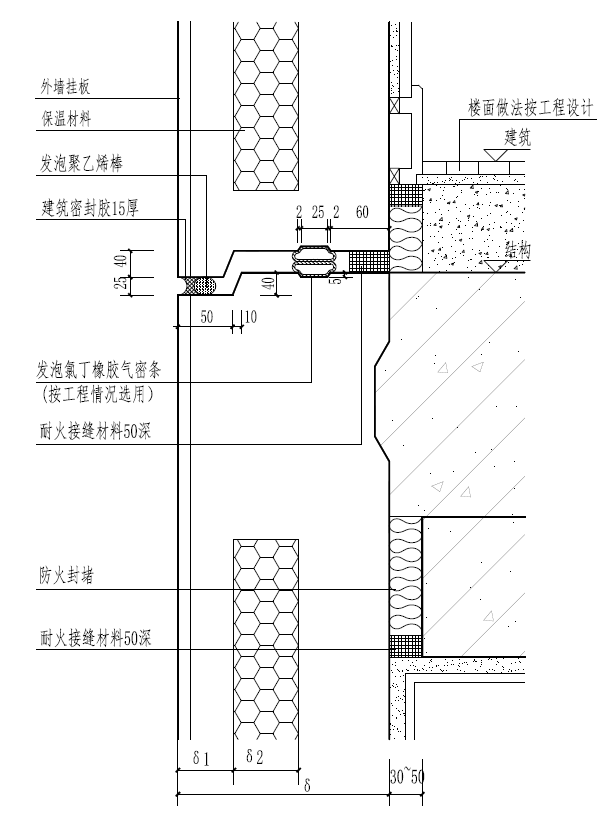 外墙挂板
楼面做法按工程设计
保温材料
建筑
发泡聚乙烯棒
建筑密封胶15厚
2 25 2 60
结构
40
25
40
5
50 10
发泡氯丁橡胶气密条
(按工程情况选用)
耐火接缝材料50深
防火封堵
耐火接缝材料50深
δ1 δ2 30~50
δ